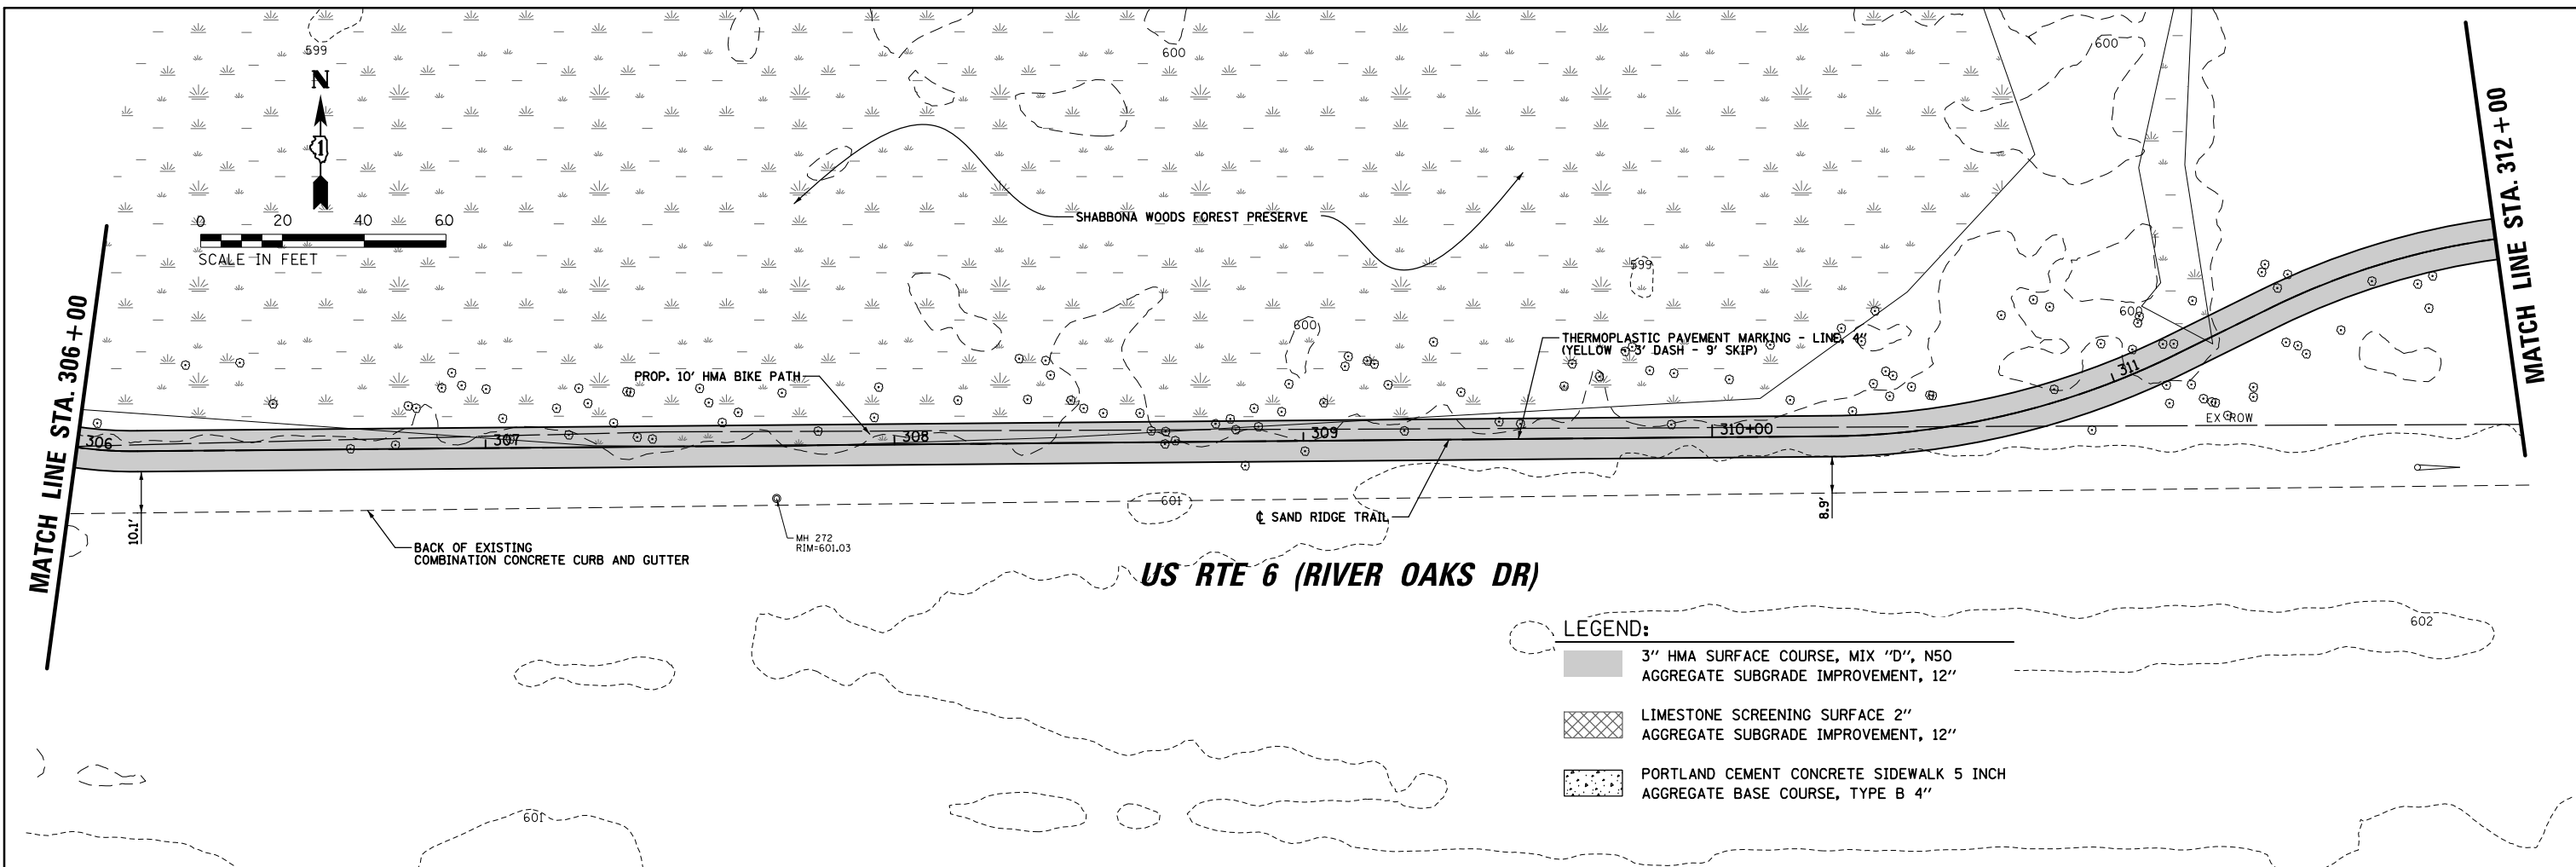 599
600
600
N
1
0 20 40 60
SCALE IN FEET
SHABBONA WOODS FOREST PRESERVE
599
600
600
MATCH LINE STA. 306+00
MATCH LINE STA. 312+00
THERMOPLASTIC PAVEMENT MARKING - LINE, 4"
(YELLOW - 3' DASH - 9' SKIP)
PROP. 10' HMA BIKE PATH
306
307
308
309
310+00
311
EX ROW
10.1'
8.9'
601
℄ SAND RIDGE TRAIL
MH 272
RIM=601.03
BACK OF EXISTING
COMBINATION CONCRETE CURB AND GUTTER
US RTE 6 (RIVER OAKS DR)
602
LEGEND:
3" HMA SURFACE COURSE, MIX "D", N50
AGGREGATE SUBGRADE IMPROVEMENT, 12"
LIMESTONE SCREENING SURFACE 2"
AGGREGATE SUBGRADE IMPROVEMENT, 12"
PORTLAND CEMENT CONCRETE SIDEWALK 5 INCH
AGGREGATE BASE COURSE, TYPE B 4"
601